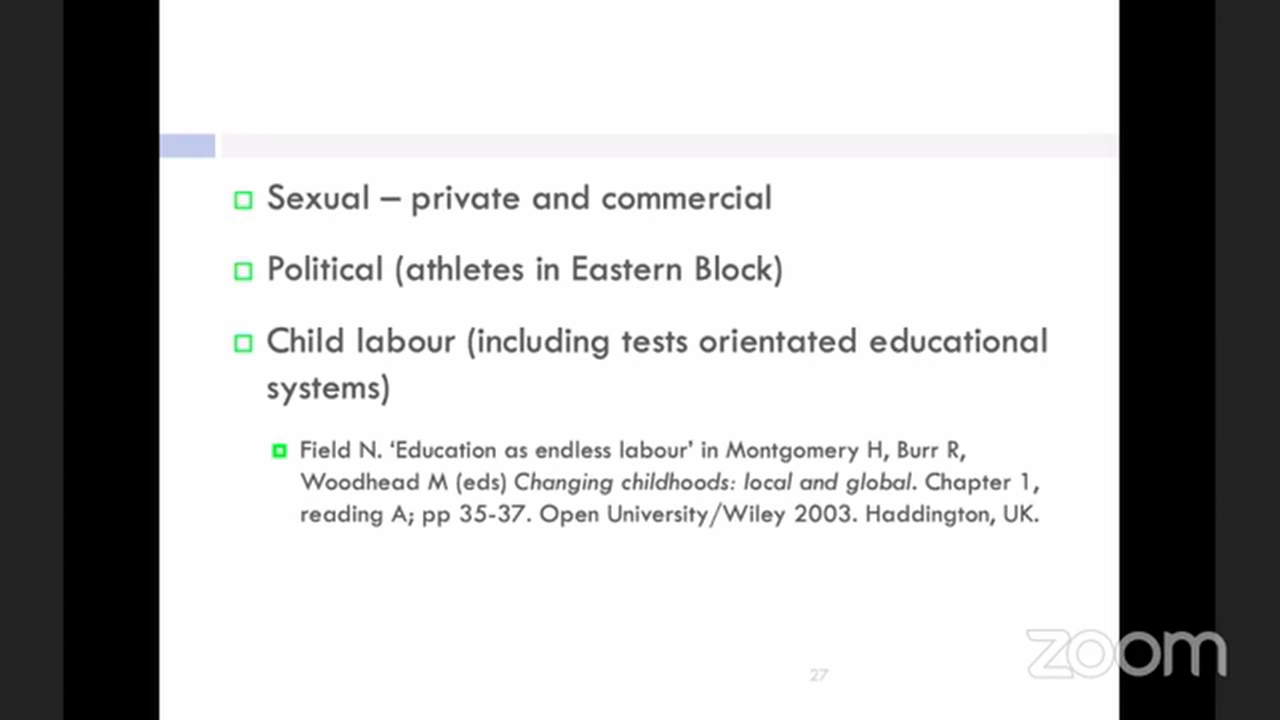 Sexual – private and commercial
Political (athletes in Eastern Block)
Child labour (including tests orientated educational
systems)
Field N. ‘Education as endless labour’ in Montgomery H, Burr R,
Woodhead M (eds) Changing childhoods: local and global. Chapter 1,
reading A; pp 35-37. Open University/Wiley 2003. Haddington, UK.
27
zoom